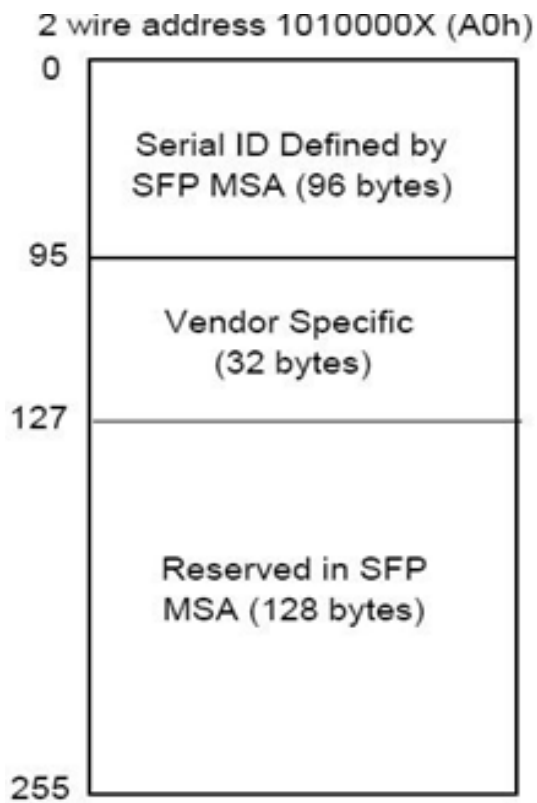 2 wire address 1010000X (A0h)
0
Serial ID Defined by
SFP MSA (96 bytes)
95
Vendor Specific
(32 bytes)
127
Reserved in SFP
MSA (128 bytes)
255